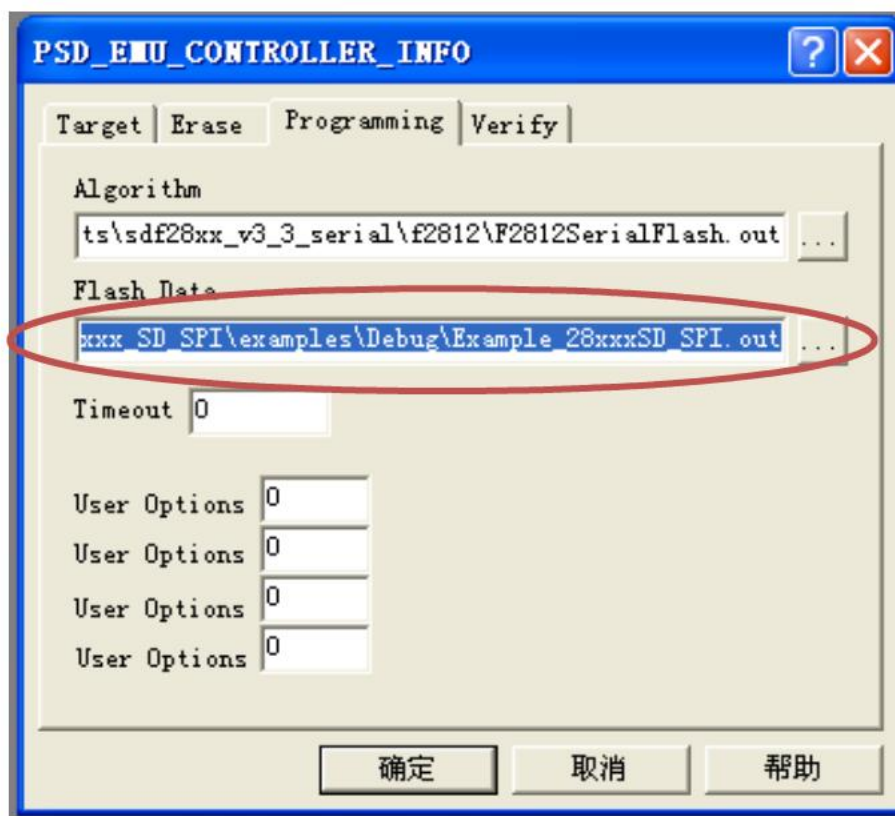 PSD_EMU_CONTROLLER_INFO
Target Erase Programming Verify
Algorithm
ts\sdf28xx_v3_3_serial\f2812\F2812SerialFlash.out ...
Flash Data
xxx_SD_SPI\examples\Debug\Example_28xxxSD_SPI.out ...
Timeout 0
User Options 0
User Options 0
User Options 0
User Options 0
确定 取消 帮助